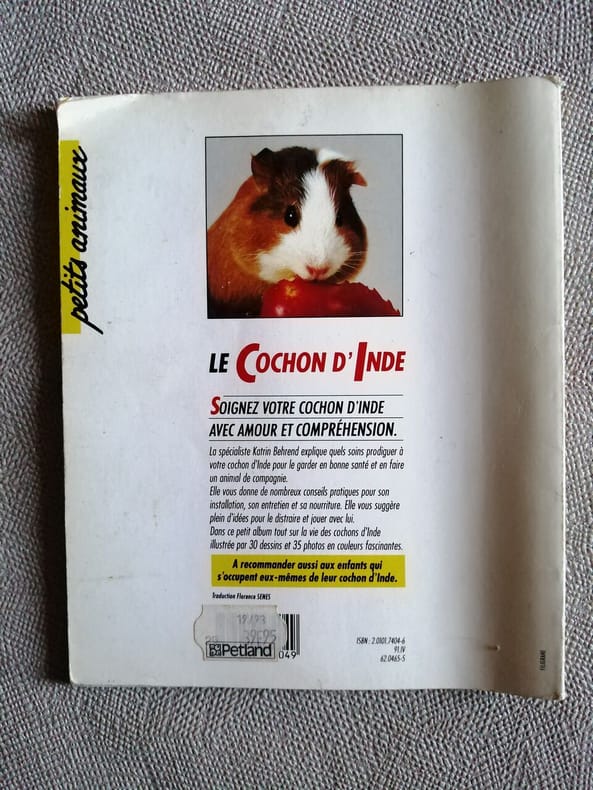 petits animaux
LE COCHON D'INDE
SOIGNEZ VOTRE COCHON D'INDE
AVEC AMOUR ET COMPRÉHENSION.
La spécialiste Katrin Behrend explique quels soins prodiguer à
votre cochon d'Inde pour le garder en bonne santé et en faire
un animal de compagnie.
Elle vous donne de nombreux conseils pratiques pour son
installation, son entretien et sa nourriture. Elle vous suggère
plein d'idées pour le distraire et jouer avec lui.
Dans ce petit album tout sur la vie des cochons d'Inde
illustrée par 30 dessins et 35 photos en couleurs fascinantes.
A recommander aussi aux enfants qui
s'occupent eux-mêmes de leur cochon d'Inde.
Traduction Florence SENES
39F95
Petland
049
ISBN : 2.0101.7404-6
91.IV
62.0465-5
FILIGRANE